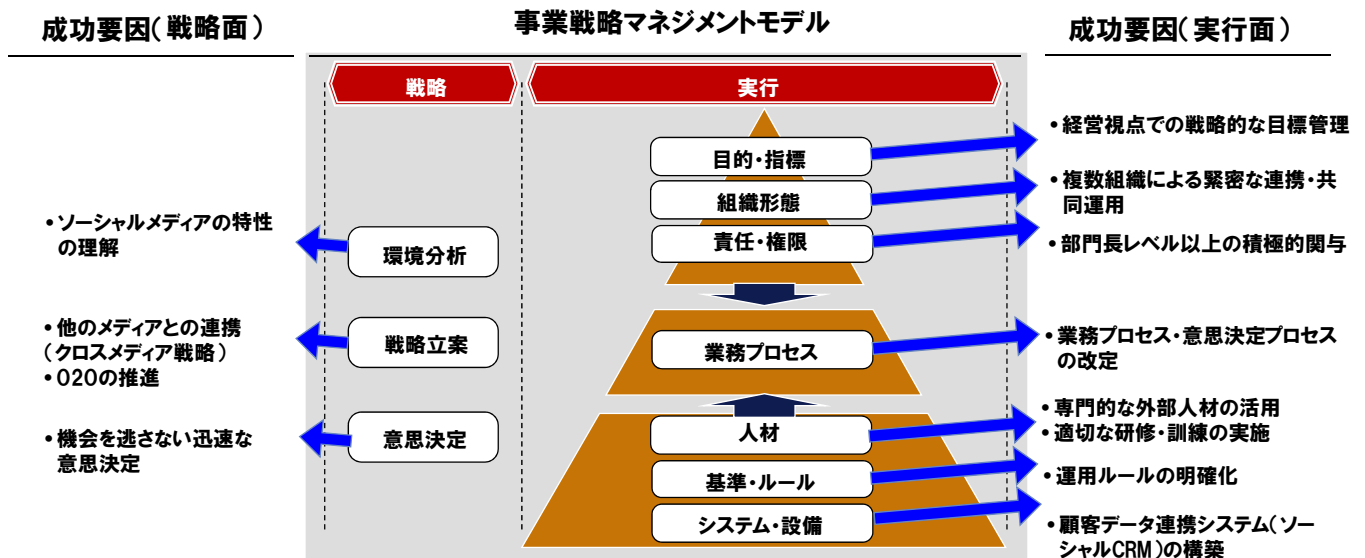 成功要因(戦略面)
事業戦略マネジメントモデル
成功要因(実行面)
戦略
実行
•ソーシャルメディアの特性
の理解
•他のメディアとの連携
(クロスメディア戦略)
•O2Oの推進
•機会を逃さない迅速な
意思決定
環境分析
戦略立案
意思決定
目的・指標
組織形態
責任・権限
業務プロセス
人材
基準・ルール
システム・設備
•経営視点での戦略的な目標管理
•複数組織による緊密な連携・共
同運用
•部門長レベル以上の積極的関与
•業務プロセス・意思決定プロセス
の改定
•専門的な外部人材の活用
•適切な研修・訓練の実施
•運用ルールの明確化
•顧客データ連携システム(ソー
シャルCRM)の構築